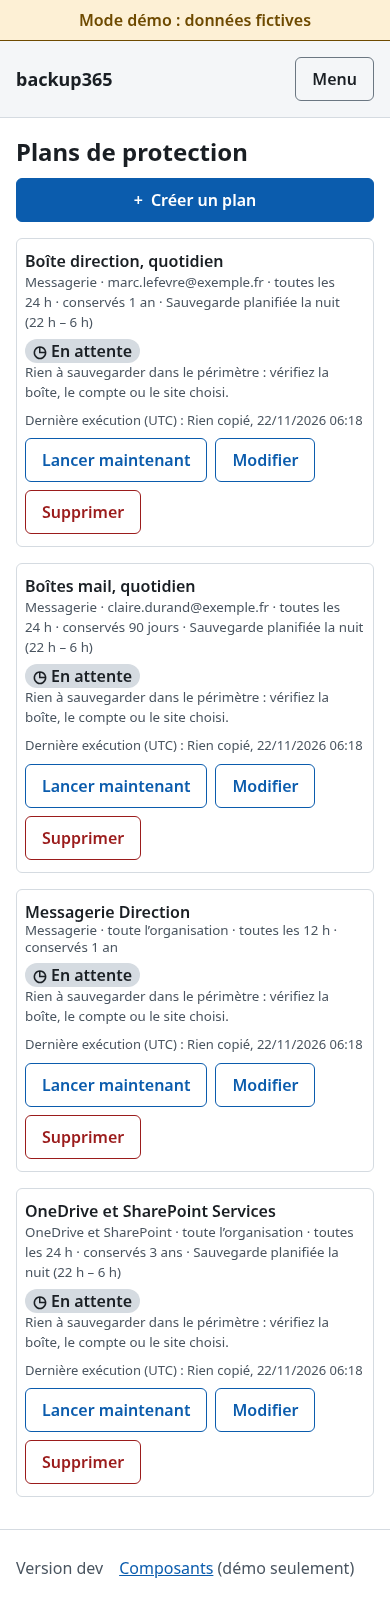 Mode démo : données fictives
backup365
Menu
Plans de protection
+ Créer un plan
Boîte direction, quotidien
Messagerie · marc.lefevre@exemple.fr · toutes les
24 h · conservés 1 an · Sauvegarde planifiée la nuit
(22 h – 6 h)
En attente
Rien à sauvegarder dans le périmètre : vérifiez la
boîte, le compte ou le site choisi.
Dernière exécution (UTC) : Rien copié, 22/11/2026 06:18
Lancer maintenant
Modifier
Supprimer
Boîtes mail, quotidien
Messagerie · claire.durand@exemple.fr · toutes les
24 h · conservés 90 jours · Sauvegarde planifiée la nuit
(22 h – 6 h)
En attente
Rien à sauvegarder dans le périmètre : vérifiez la
boîte, le compte ou le site choisi.
Dernière exécution (UTC) : Rien copié, 22/11/2026 06:18
Lancer maintenant
Modifier
Supprimer
Messagerie Direction
Messagerie · toute l’organisation · toutes les 12 h ·
conservés 1 an
En attente
Rien à sauvegarder dans le périmètre : vérifiez la
boîte, le compte ou le site choisi.
Dernière exécution (UTC) : Rien copié, 22/11/2026 06:18
Lancer maintenant
Modifier
Supprimer
OneDrive et SharePoint Services
OneDrive et SharePoint · toute l’organisation · toutes
les 24 h · conservés 3 ans · Sauvegarde planifiée la
nuit (22 h – 6 h)
En attente
Rien à sauvegarder dans le périmètre : vérifiez la
boîte, le compte ou le site choisi.
Dernière exécution (UTC) : Rien copié, 22/11/2026 06:18
Lancer maintenant
Modifier
Supprimer
Version dev Composants (démo seulement)